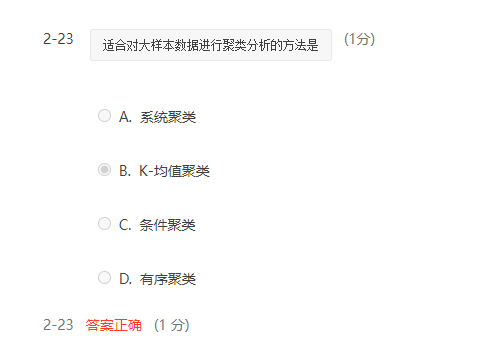 2-23 适合对大样本数据进行聚类分析的方法是 (1分)
A. 系统聚类
B. K-均值聚类
C. 条件聚类
D. 有序聚类
2-23 答案正确 (1 分)